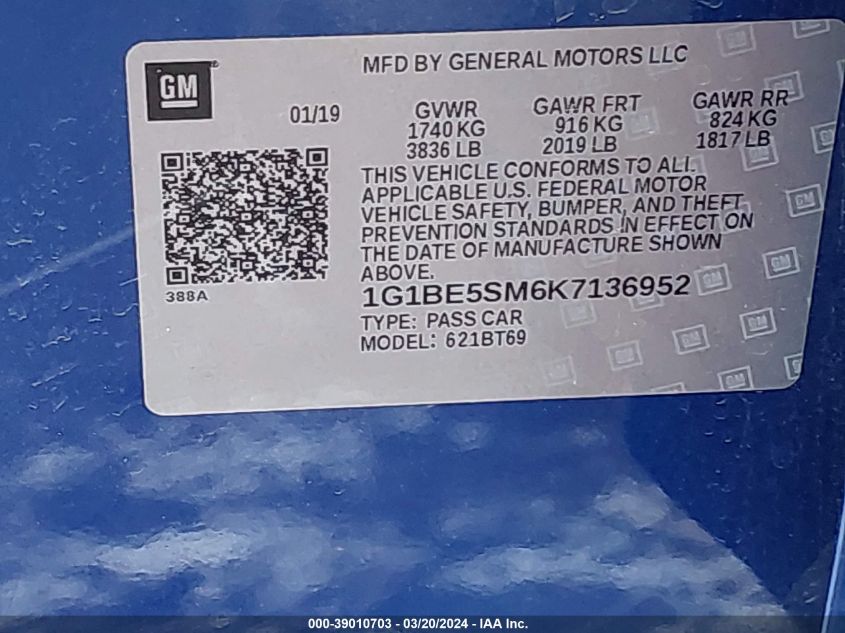 GM
MFD BY GENERAL MOTORS LLC
01/19
GVWR GAWR FRT GAWR RR
1740 KG 916 KG 824 KG
3836 LB 2019 LB 1817 LB
THIS VEHICLE CONFORMS TO ALL
APPLICABLE U.S. FEDERAL MOTOR
VEHICLE SAFETY, BUMPER, AND THEFT
PREVENTION STANDARDS IN EFFECT ON
THE DATE OF MANUFACTURE SHOWN
ABOVE.
388A
1G1BE5SM6K7136952
TYPE: PASS CAR
MODEL: 621BT69
000-39010703 - 03/20/2024 - IAA Inc.